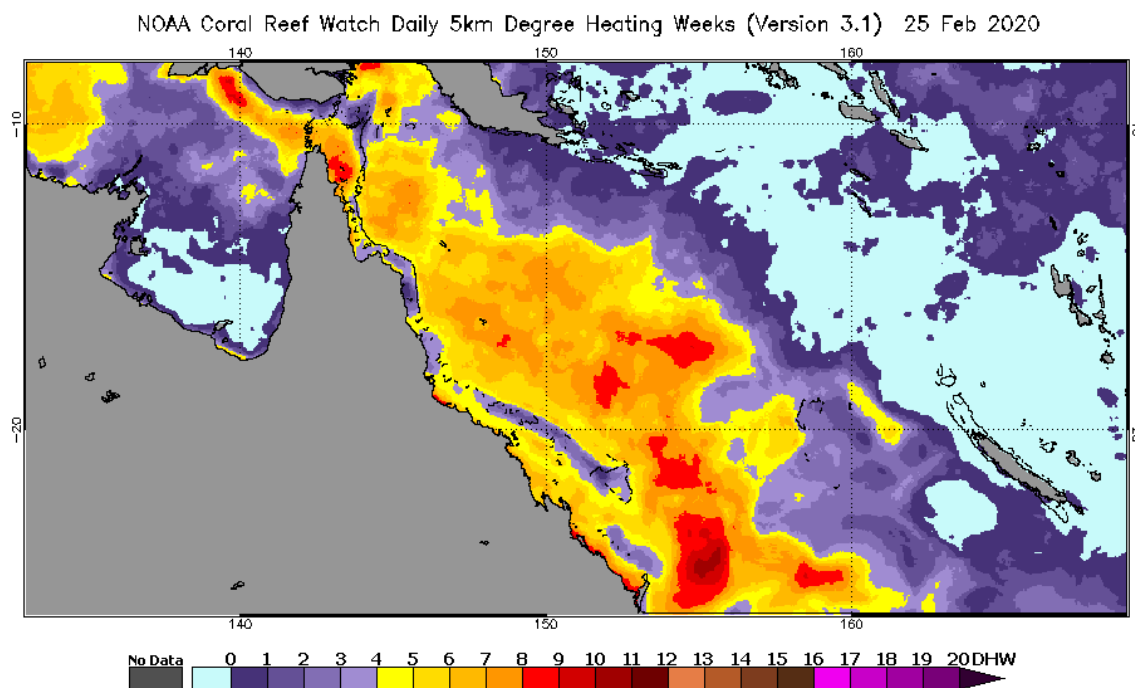 NOAA Coral Reef Watch Daily 5km Degree Heating Weeks (Version 3.1) 25 Feb 2020
140 150 160
-10
-20
140 150 160
No Data 0 1 2 3 4 5 6 7 8 9 10 11 12 13 14 15 16 17 18 19 20 DHW